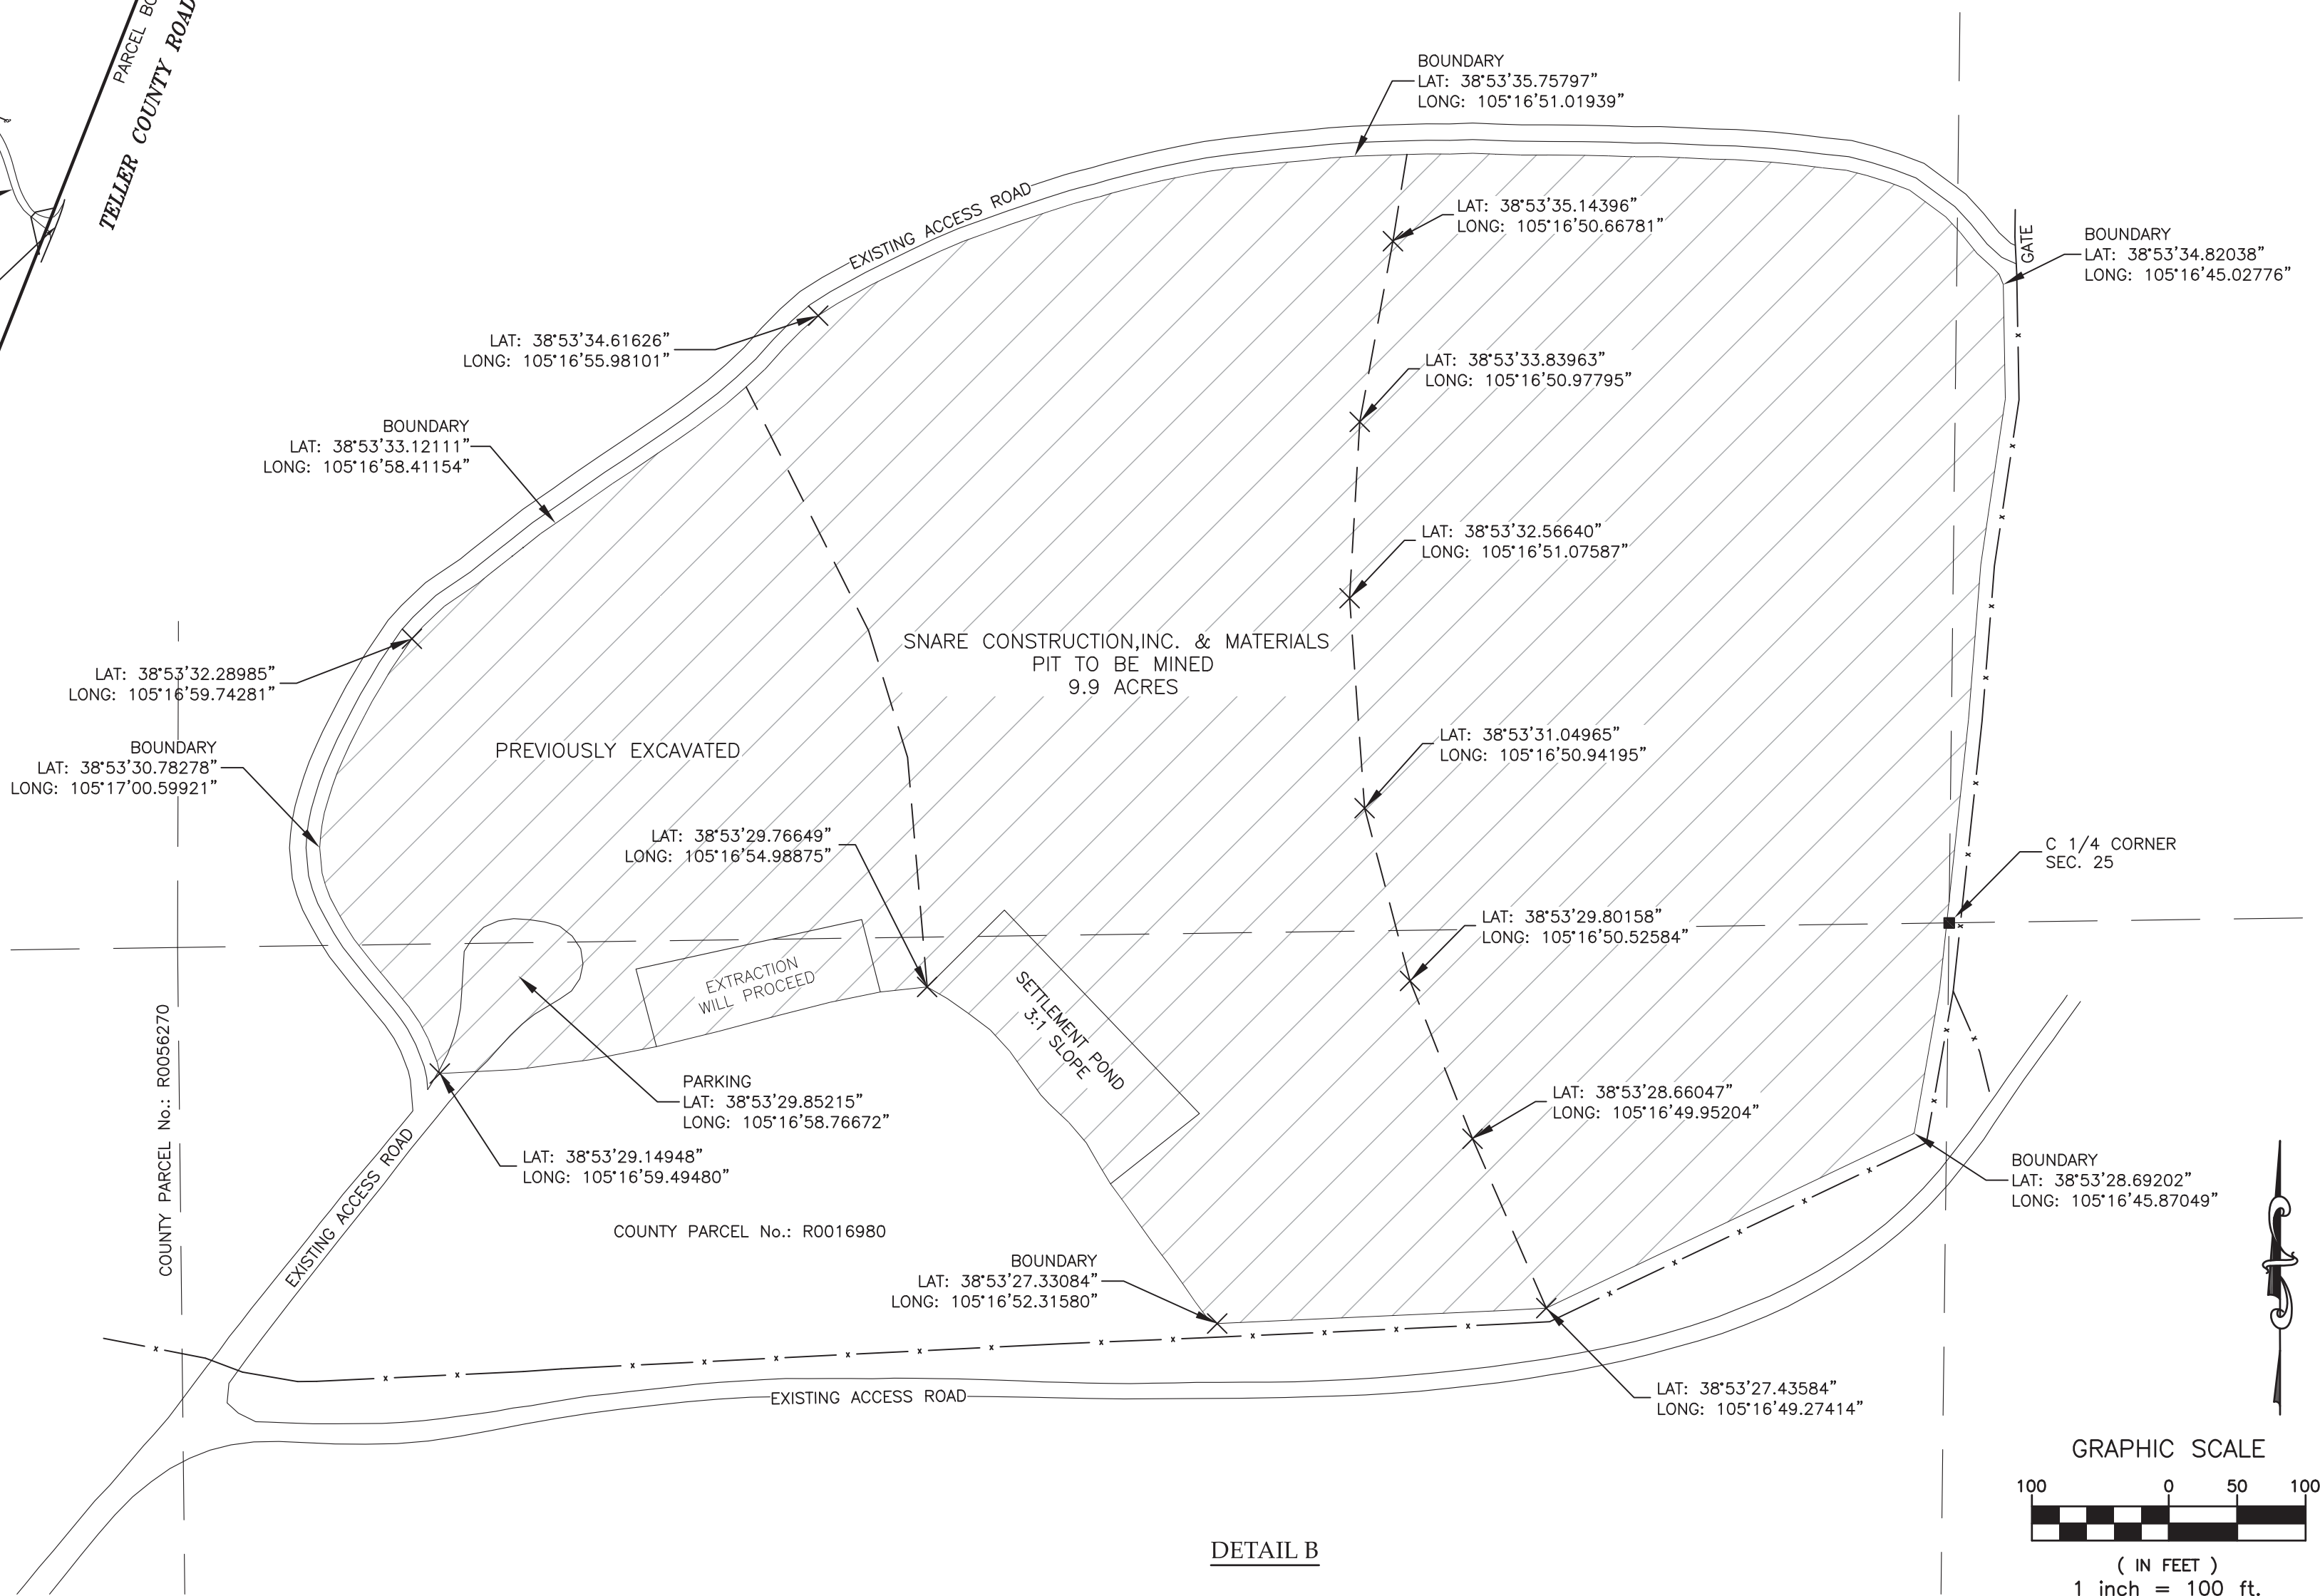 PARCEL BO
TELLER COUNTY ROAD
BOUNDARY
LAT: 38°53'35.75797"
LONG: 105°16'51.01939"
EXISTING ACCESS ROAD
LAT: 38°53'35.14396"
LONG: 105°16'50.66781"
GATE
BOUNDARY
LAT: 38°53'34.82038"
LONG: 105°16'45.02776"
LAT: 38°53'34.61626"
LONG: 105°16'55.98101"
LAT: 38°53'33.83963"
LONG: 105°16'50.97795"
BOUNDARY
LAT: 38°53'33.12111"
LONG: 105°16'58.41154"
LAT: 38°53'32.56640"
LONG: 105°16'51.07587"
SNARE CONSTRUCTION,INC. & MATERIALS
PIT TO BE MINED
9.9 ACRES
LAT: 38°53'32.28985"
LONG: 105°16'59.74281"
PREVIOUSLY EXCAVATED
BOUNDARY
LAT: 38°53'30.78278"
LONG: 105°17'00.59921"
LAT: 38°53'31.04965"
LONG: 105°16'50.94195"
LAT: 38°53'29.76649"
LONG: 105°16'54.98875"
C 1/4 CORNER
SEC. 25
LAT: 38°53'29.80158"
LONG: 105°16'50.52584"
EXTRACTION
WILL PROCEED
SETTLEMENT POND
3:1 SLOPE
COUNTY PARCEL No.: R0056270
PARKING
LAT: 38°53'29.85215"
LONG: 105°16'58.76672"
LAT: 38°53'28.66047"
LONG: 105°16'49.95204"
LAT: 38°53'29.14948"
LONG: 105°16'59.49480"
EXISTING ACCESS ROAD
BOUNDARY
LAT: 38°53'28.69202"
LONG: 105°16'45.87049"
COUNTY PARCEL No.: R0016980
BOUNDARY
LAT: 38°53'27.33084"
LONG: 105°16'52.31580"
EXISTING ACCESS ROAD
LAT: 38°53'27.43584"
LONG: 105°16'49.27414"
GRAPHIC SCALE
100 0 50 100
( IN FEET )
1 inch = 100 ft.
DETAIL B